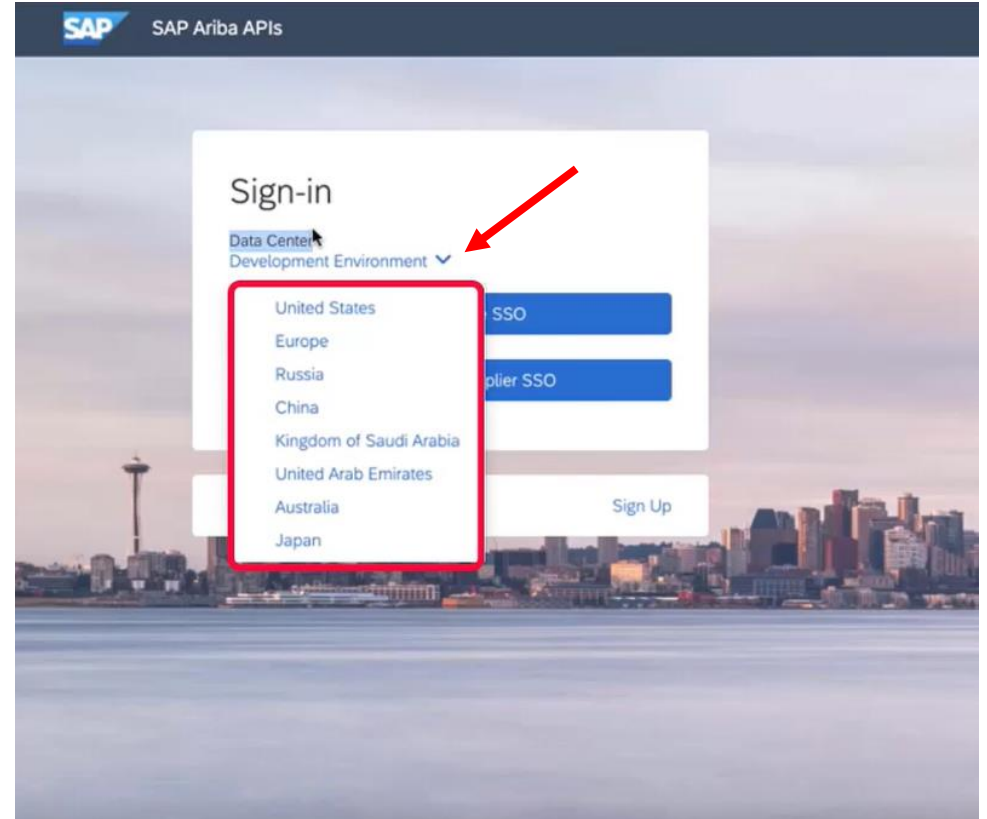 SAP SAP Ariba APIs
Sign-in
Data Center
Development Environment
United States
SSO
Europe
Russia
plier SSO
China
Kingdom of Saudi Arabia
United Arab Emirates
Australia
Sign Up
Japan